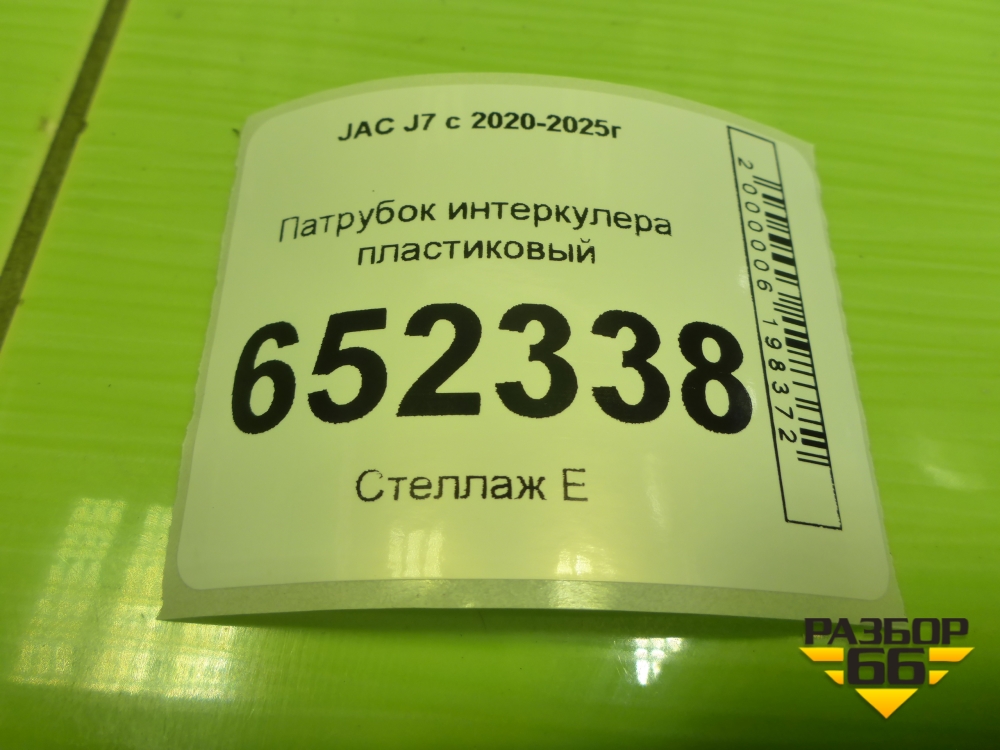 JAC J7 с 2020-2025г
Патрубок интеркулера
пластиковый
652338
Стеллаж Е
2000006198372
РАЗБОР
66